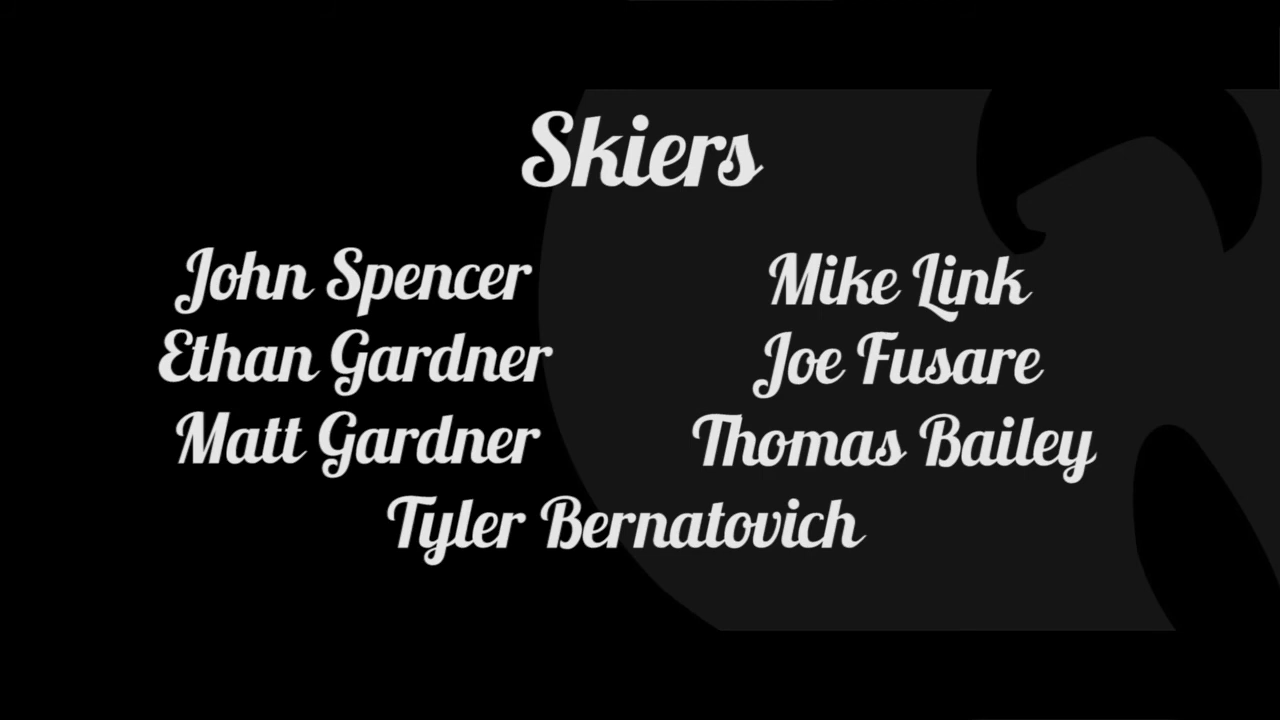 Skiers
John Spencer
Mike Link
Ethan Gardner
Joe Fusare
Matt Gardner
Thomas Bailey
Tyler Bernatovich